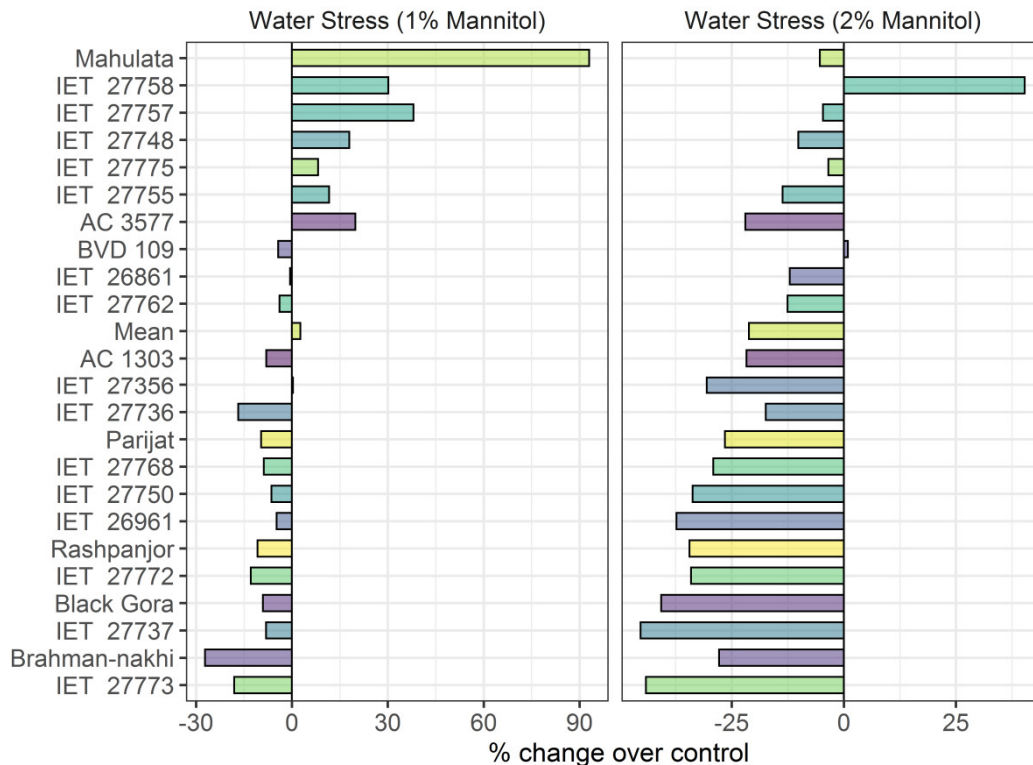 Water Stress (1% Mannitol)
Water Stress (2% Mannitol)
Mahulata
IET 27758
IET 27757
IET 27748
IET 27775
IET 27755
AC 3577
BVD 109
IET 26861
IET 27762
Mean
AC 1303
IET 27356
IET 27736
Parijat
IET 27768
IET 27750
IET 26961
Rashpanjor
IET 27772
Black Gora
IET 27737
Brahman-nakhi
IET 27773
-30 0 30 60 90
-25 0 25
% change over control